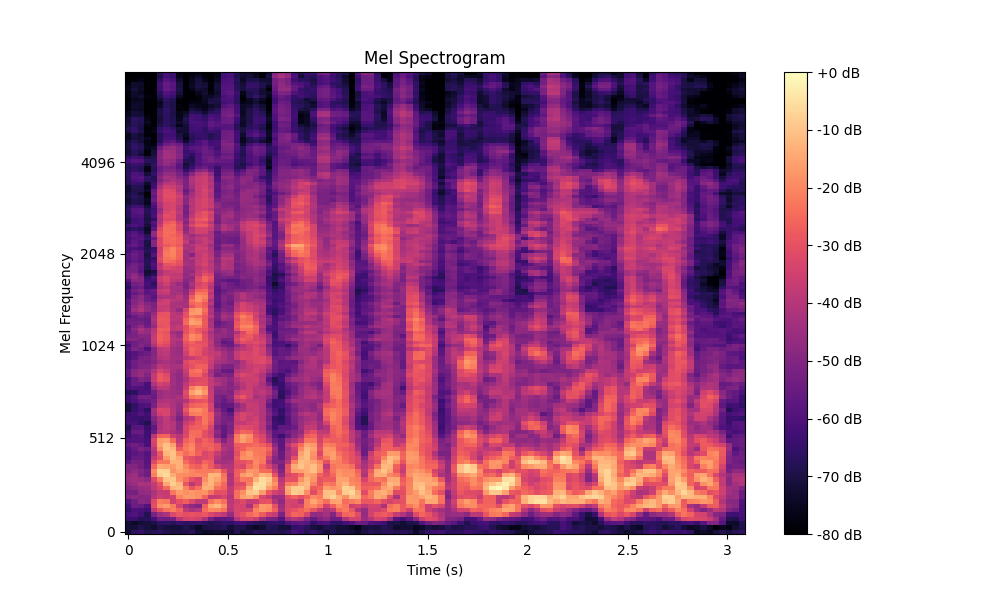 Mel Spectrogram
Mel Frequency
4096
2048
1024
512
0
0
0.5
1
1.5
2
2.5
3
Time (s)
+0 dB
-10 dB
-20 dB
-30 dB
-40 dB
-50 dB
-60 dB
-70 dB
-80 dB